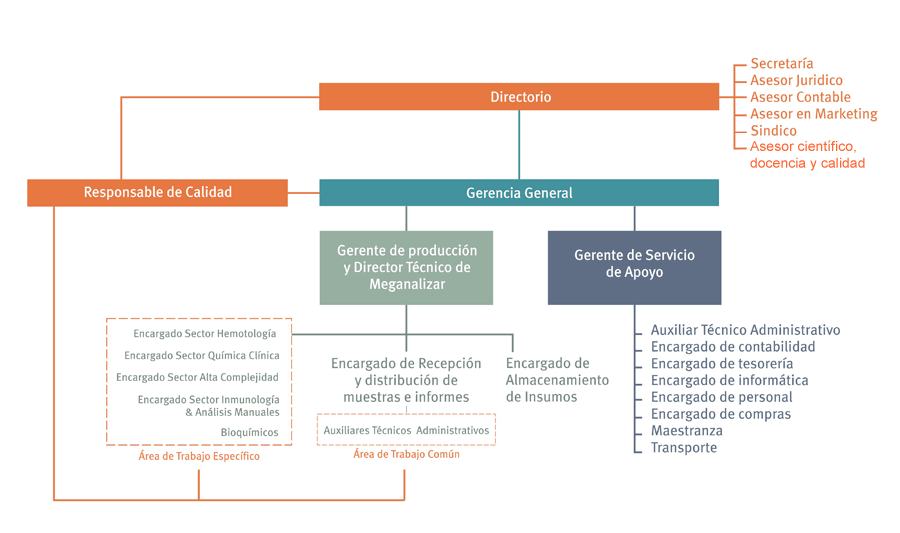 Secretaría
Asesor Juridico
Directorio
Asesor Contable
Asesor en Marketing
Sindico
Asesor científico,
docencia y calidad
Responsable de Calidad
Gerencia General
Gerente de producción
y Director Técnico de
Meganalizar
Gerente de Servicio
de Apoyo
Encargado Sector Hemotología
Encargado Sector Química Clínica
Encargado Sector Alta Complejidad
Encargado Sector Inmunología
& Análisis Manuales
Bioquímicos
Área de Trabajo Específico
Encargado de Recepción
y distribución de
muestras e informes
Auxiliares Técnicos Administrativos
Área de Trabajo Común
Encargado de
Almacenamiento
de Insumos
Auxiliar Técnico Administrativo
Encargado de contabilidad
Encargado de tesorería
Encargado de informática
Encargado de personal
Encargado de compras
Maestranza
Transporte